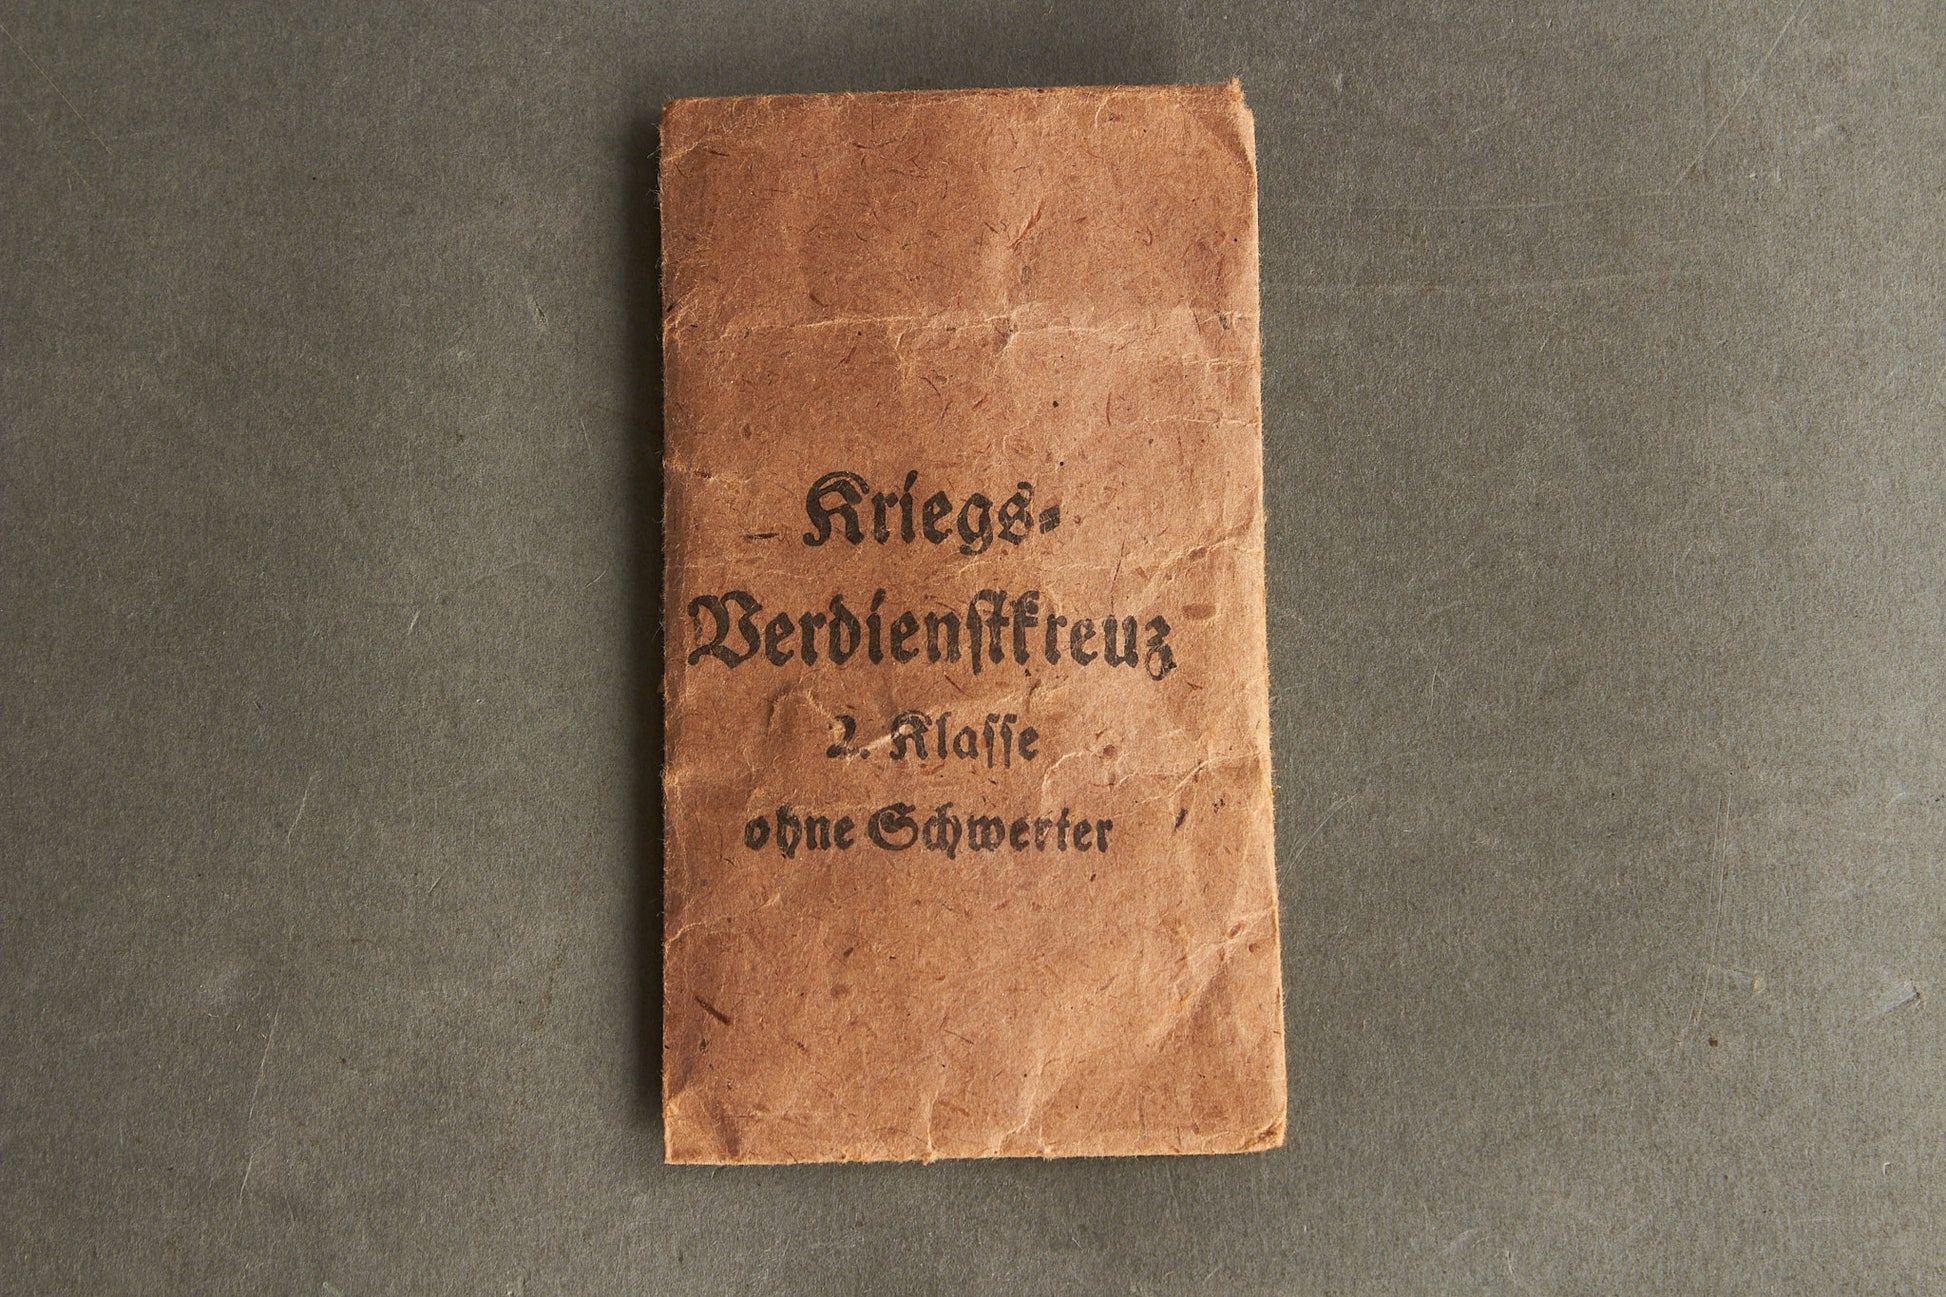 Kriegs-
Verdienstkreuz
2. Klasse
ohne Schwerter